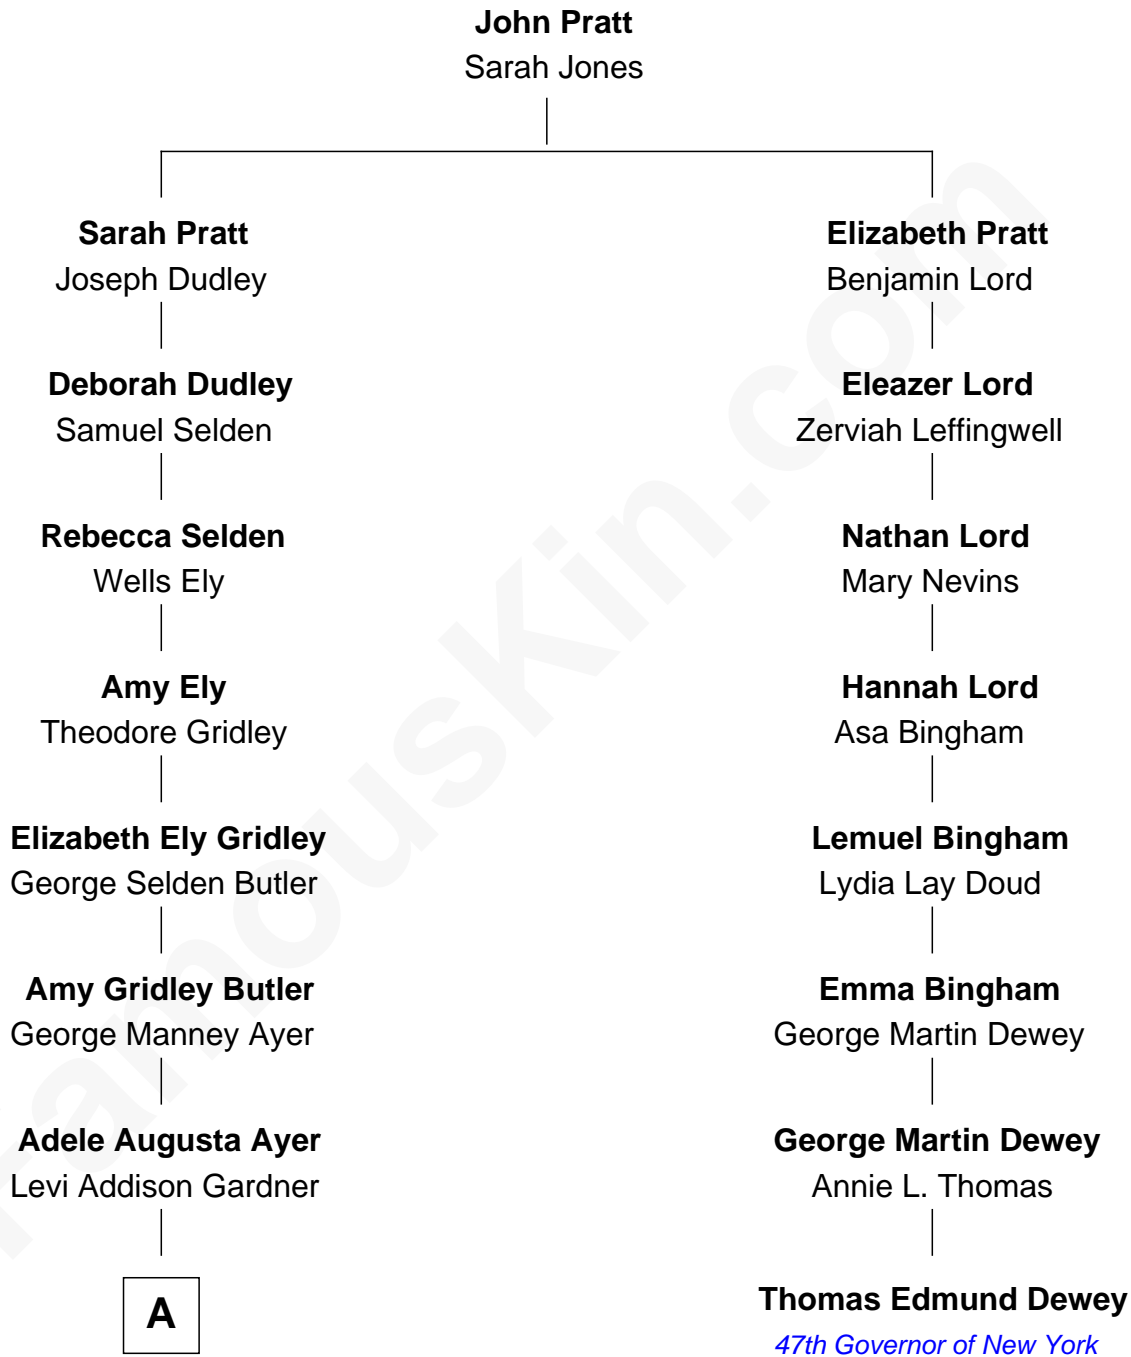 John Pratt
Sarah Jones
Sarah Pratt
Joseph Dudley
Elizabeth Pratt
Benjamin Lord
Deborah Dudley
Samuel Selden
Eleazer Lord
Zerviah Leffingwell
Rebecca Selden
Wells Ely
Nathan Lord
Mary Nevins
Amy Ely
Theodore Gridley
Hannah Lord
Asa Bingham
Elizabeth Ely Gridley
George Selden Butler
Lemuel Bingham
Lydia Lay Doud
Amy Gridley Butler
George Manney Ayer
Emma Bingham
George Martin Dewey
Adele Augusta Ayer
Levi Addison Gardner
George Martin Dewey
Annie L. Thomas
A
Thomas Edmund Dewey
47th Governor of New York
FamousKin.com